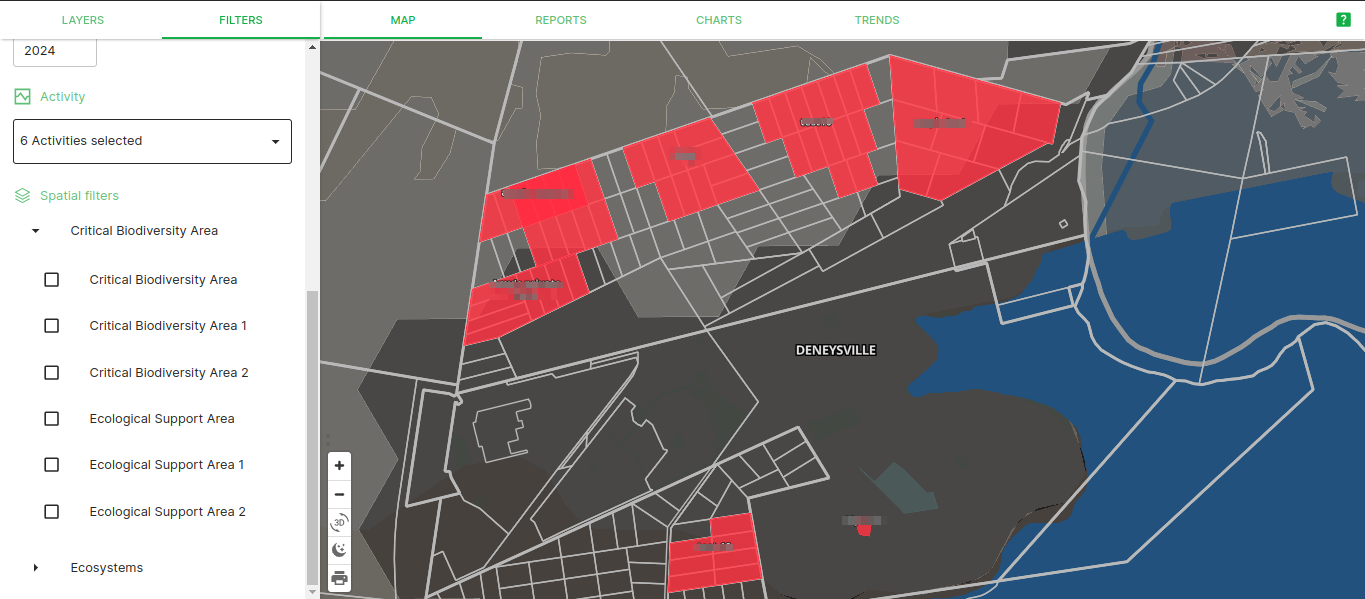 LAYERS
FILTERS
MAP
REPORTS
CHARTS
TRENDS
?
2024
Activity
6 Activities selected
Spatial filters
Critical Biodiversity Area
Critical Biodiversity Area
Critical Biodiversity Area 1
Critical Biodiversity Area 2
Ecological Support Area
Ecological Support Area 1
Ecological Support Area 2
Ecosystems
DENEYSVILLE
+
−
3D